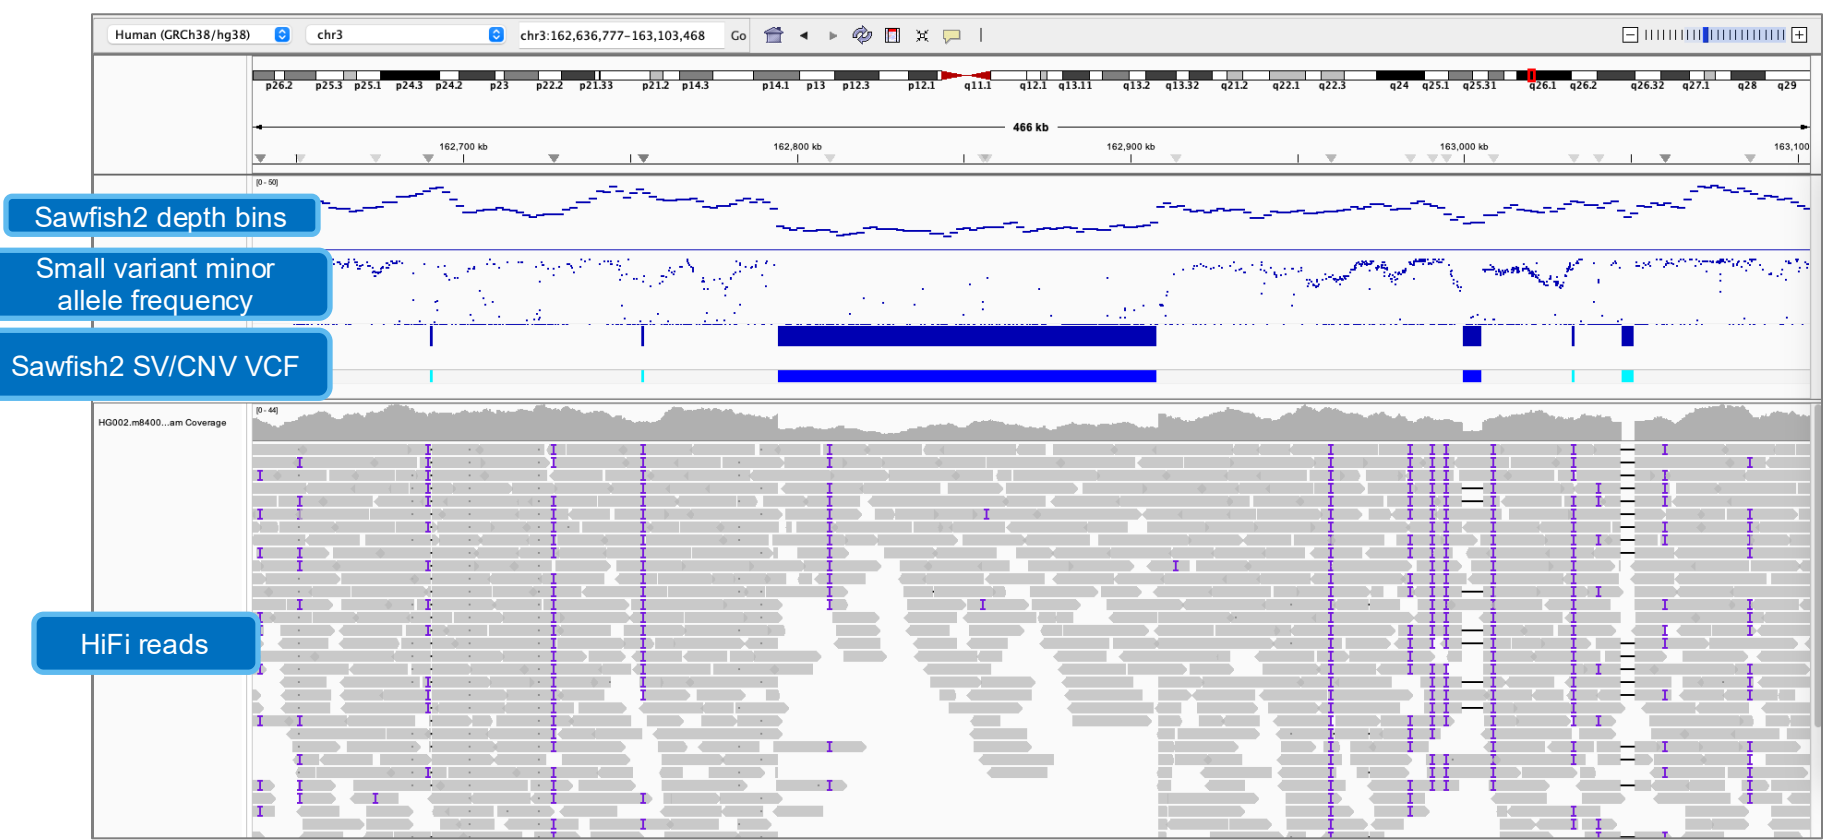 Human (GRCh38/hg38) chr3 chr3:162,636,777-163,103,468 Go
p26.2 p25.3 p25.1 p24.3 p24.2 p23 p22.2 p21.33 p21.2 p14.3 p14.1 p13 p12.3 p12.1 q11.1 q12.1 q13.11 q13.2 q13.32 q21.2 q22.1 q22.3 q24 q25.1 q25.31 q26.1 q26.2 q26.32 q27.1 q28 q29
466 kb
162,700 kb 162,800 kb 162,900 kb 163,000 kb 163,100
[0 - 50]
Sawfish2 depth bins
Small variant minor
allele frequency
Sawfish2 SV/CNV VCF
[0 - 44]
HG002.m8400...am Coverage
HiFi reads